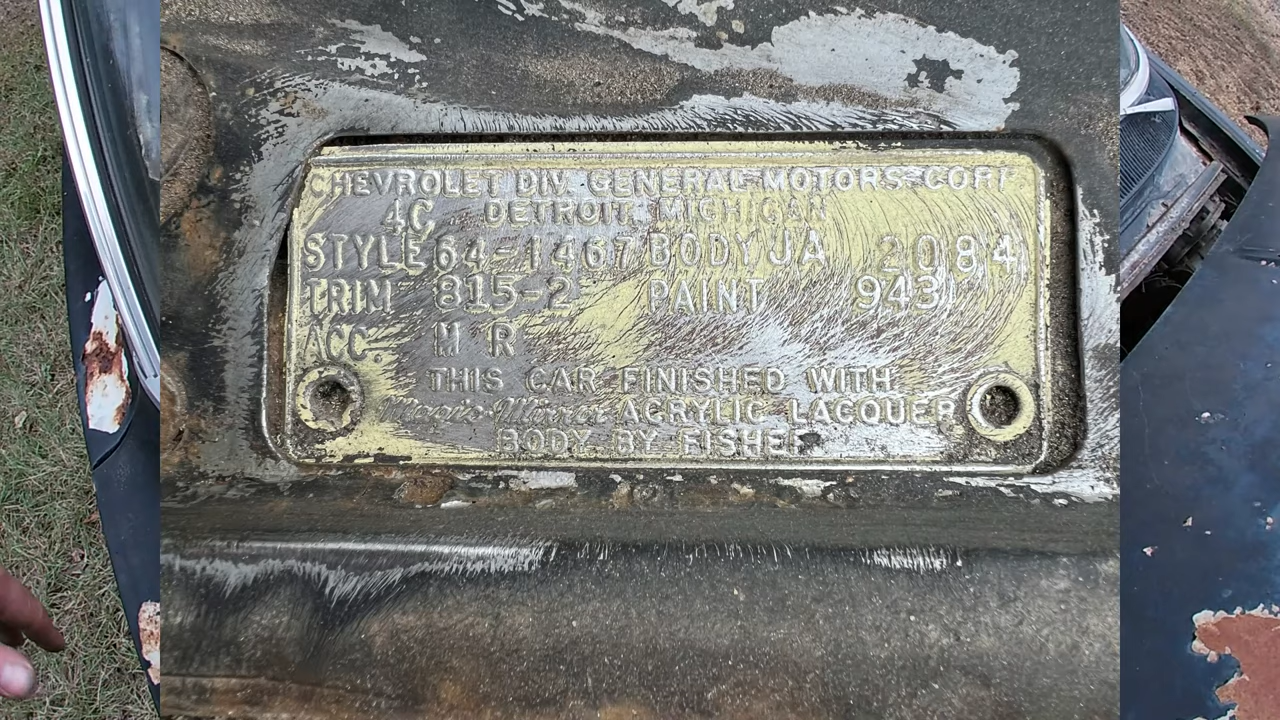 CHEVROLET DIV. GENERAL MOTORS CORP
4C DETROIT, MICHIGAN
STYLE 64-1467 BODY JA 2084
TRIM 815-2 PAINT 943
ACC. M R
THIS CAR FINISHED WITH
Magic-Mirror ACRYLIC LACQUER
BODY BY FISHER